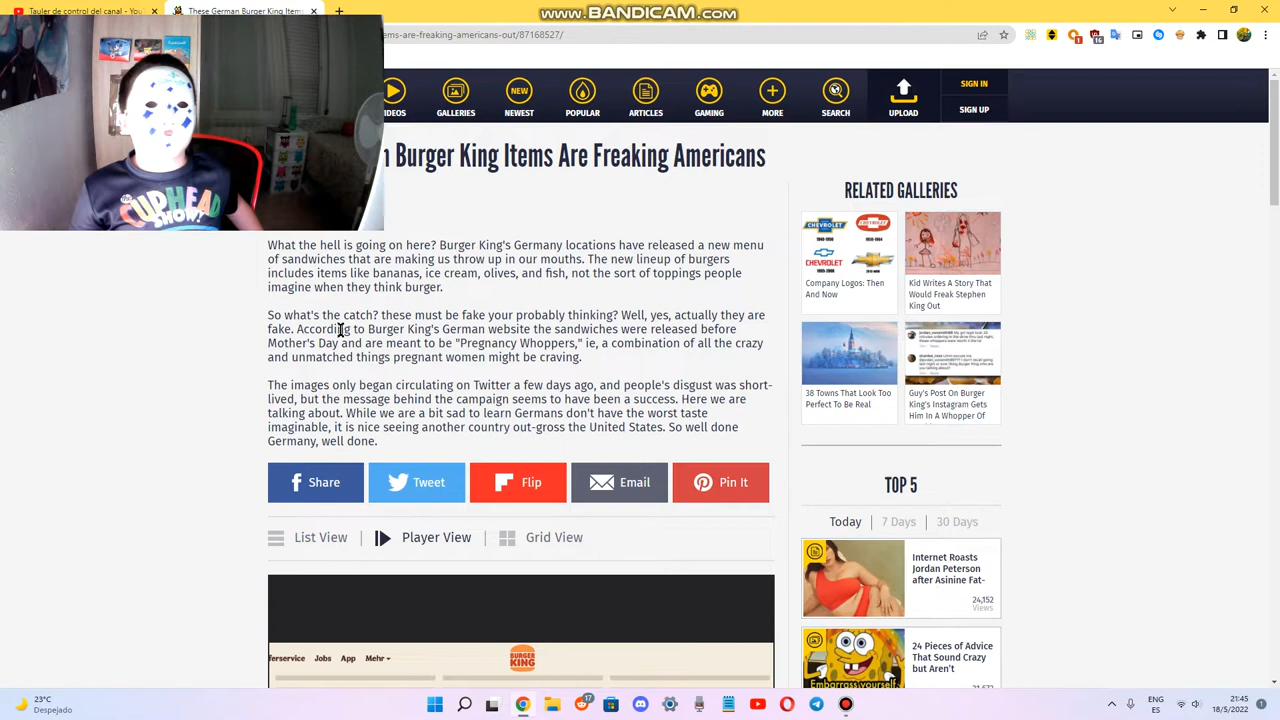 www.BANDICAM.com
Tauler de control del canal - You
These German Burger King Items
ems-are-freaking-americans-out/87168527/
1
16
VIDEOS
GALLERIES
NEW
NEWEST
POPULAR
ARTICLES
GAMING
MORE
SEARCH
UPLOAD
SIGN IN
SIGN UP
n Burger King Items Are Freaking Americans
THE
CUPHEAD
SHOW!
What the hell is going on here? Burger King's Germany locations have released a new menu
of sandwiches that are making us throw up in our mouths. The new lineup of burgers
includes items like bananas, ice cream, olives, and fish, not the sort of toppings people
imagine when they think burger.
So what's the catch? these must be fake your probably thinking? Well, yes, actually they are
fake. According to Burger King's German website the sandwiches were released before
Mother's Day and are meant to be "Pregnancy Whoppers," ie, a combination of all the crazy
and unmatched things pregnant women might be craving.
The images only began circulating on Twitter a few days ago, and people's disgust was short-
lived, but the message behind the campaign seems to have been a success. Here we are
talking about. While we are a bit sad to learn Germans don't have the worst taste
imaginable, it is nice seeing another country out-gross the United States. So well done
Germany, well done.
Share
Tweet
Flip
Email
Pin It
List View
Player View
Grid View
ferservice
Jobs
App
Mehr
BURGER
KING
RELATED GALLERIES
CHEVROLET
CHEVROLET
CHEVROLET
Company Logos: Then
And Now
Kid Writes A Story That
Would Freak Stephen
King Out
38 Towns That Look Too
Perfect To Be Real
Guy's Post On Burger
King's Instagram Gets
Him In A Whopper Of
TOP 5
Today
7 Days
30 Days
Internet Roasts
Jordan Peterson
after Asinine Fat-
24,152
Views
24 Pieces of Advice
That Sound Crazy
but Aren't
Embarrass yourself
23°C
Despejado
17
ENG
ES
21:45
18/5/2022